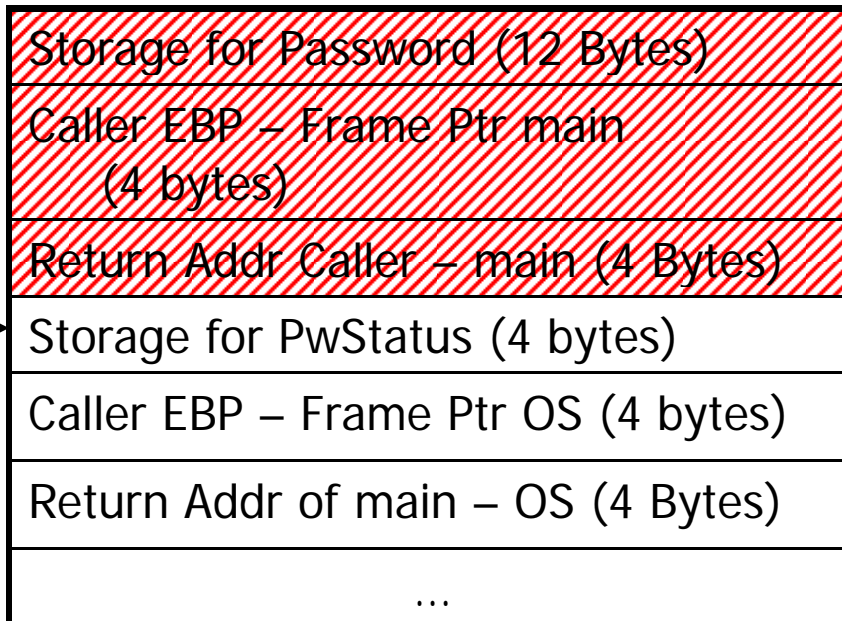 Storage for Password (12 Bytes)
Caller EBP – Frame Ptr main
(4 bytes)
Return Addr Caller – main (4 Bytes)
Storage for PwStatus (4 bytes)
Caller EBP – Frame Ptr OS (4 bytes)
Return Addr of main – OS (4 Bytes)
…